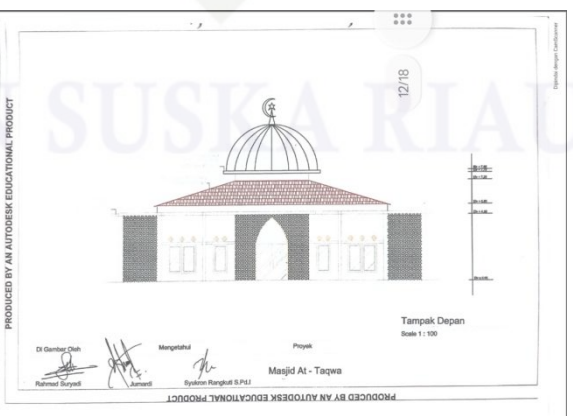 12/18
Dipindai dengan CamScanner
SUSKA RIAU
PRODUCED BY AN AUTODESK EDUCATIONAL PRODUCT
Tampak Depan
Scale 1 : 100
Di Gambar Oleh
Mengetahui
Proyek
Rahmad Suryadi
Jumardi
Syukron Rangkuti S.Pd.I
Masjid At - Taqwa
PRODUCED BY AN AUTODESK EDUCATIONAL PRODUCT